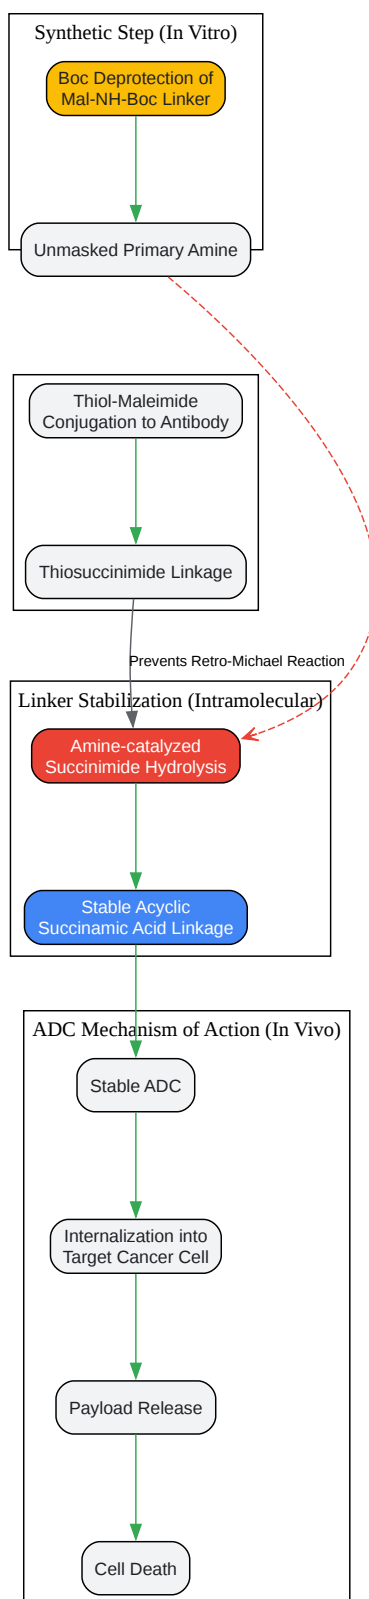 Synthetic Step (In Vitro)
Boc Deprotection of
Mal-NH-Boc Linker
Unmasked Primary Amine
Thiol-Maleimide
Conjugation to Antibody
Thiosuccinimide Linkage
Prevents Retro-Michael Reaction
Linker Stabilization (Intramolecular)
Amine-catalyzed
Succinimide Hydrolysis
Stable Acyclic
Succinamic Acid Linkage
ADC Mechanism of Action (In Vivo)
Stable ADC
Internalization into
Target Cancer Cell
Payload Release
Cell Death